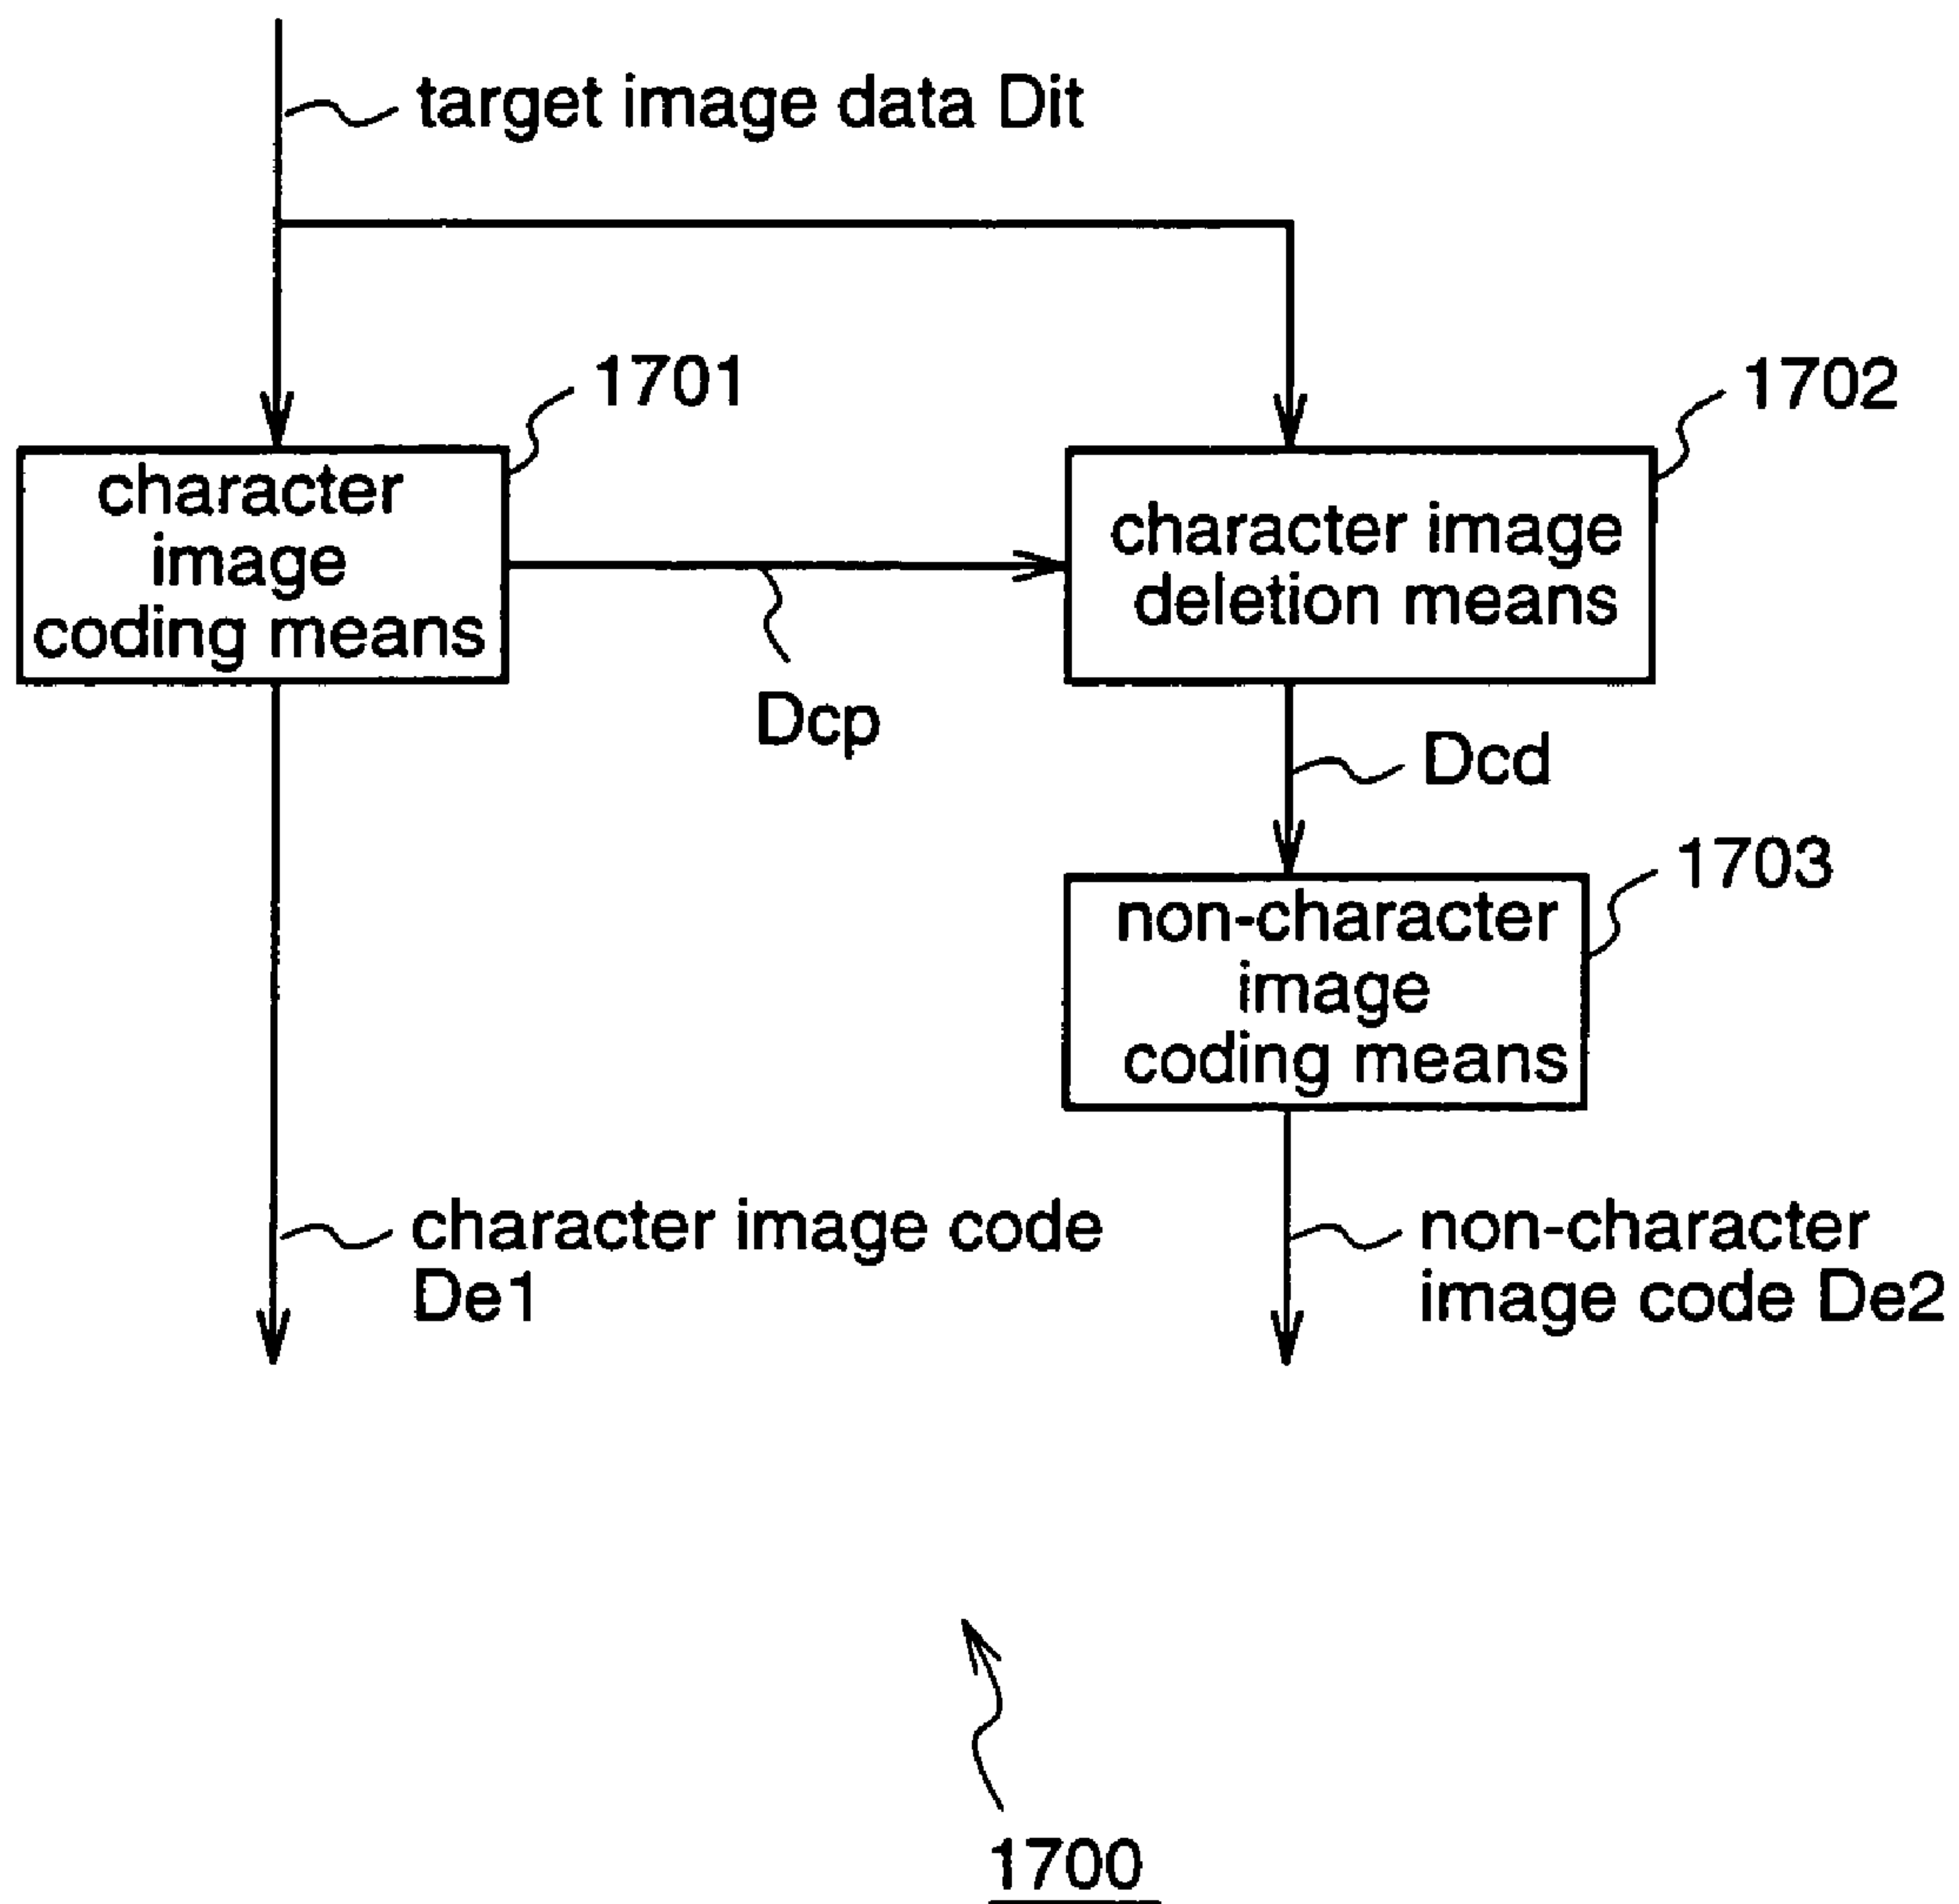 target image data Dit
1701
1702
character
image
coding means
character image
deletion means
Dcp
Dcd
1703
non-character
image
coding means
character image code
De1
non-character
image code De2
1700